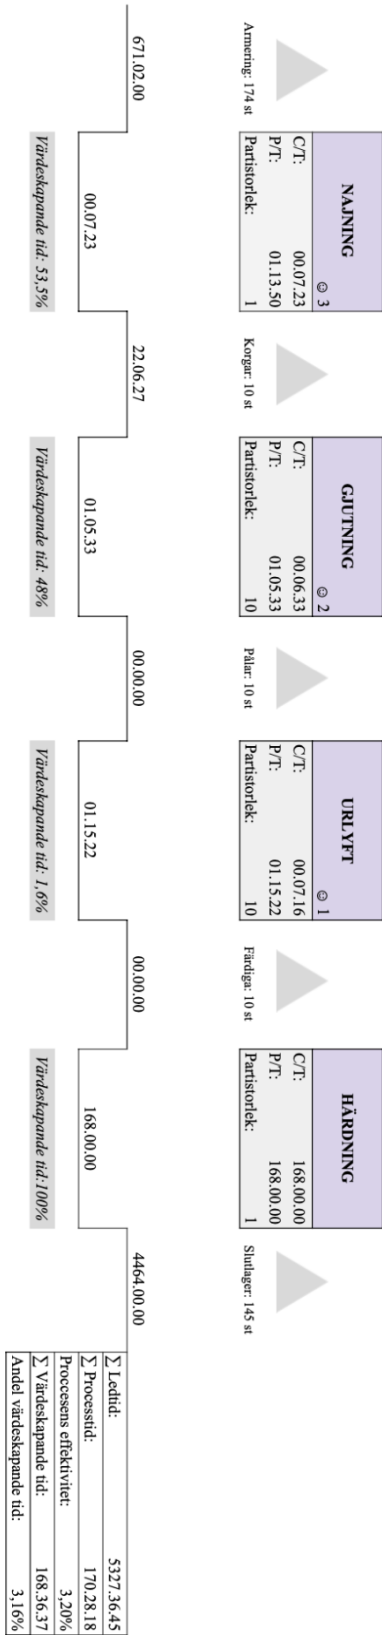 NAJNING
☺ 3
C/T: 00.07.23
P/T: 01.13.50
Partistorlek: 1
GJUTNING
☺ 2
C/T: 00.06.33
P/T: 01.05.33
Partistorlek: 10
URLYFT
☺ 1
C/T: 00.07.16
P/T: 01.15.22
Partistorlek: 10
HÄRDNING
C/T: 168.00.00
P/T: 168.00.00
Partistorlek: 1
Armering: 174 st
Korgar: 10 st
Pålar: 10 st
Färdiga: 10 st
Slutlager: 145 st
671.02.00
00.07.23
22.06.27
01.05.33
00.00.00
01.15.22
00.00.00
168.00.00
4464.00.00
Värdeskapande tid: 53,5%
Värdeskapande tid: 48%
Värdeskapande tid: 1,6%
Värdeskapande tid:100%
∑ Ledtid: 5327.36.45
∑ Processtid: 170.28.18
Proccesens effektivitet: 3,20%
∑ Värdeskapande tid: 168.36.37
Andel värdeskapande tid: 3,16%